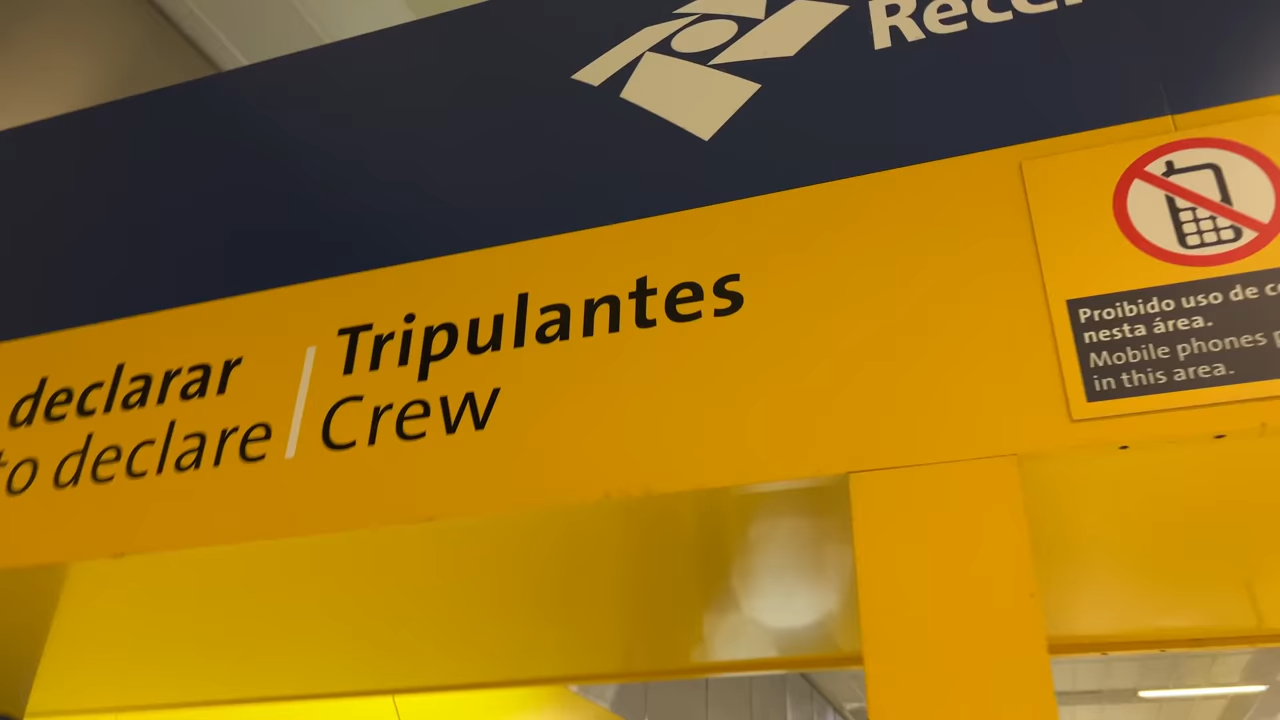 declarar
to declare
Tripulantes
Crew
Proibido uso de
nesta área.
Mobile phones
in this area.